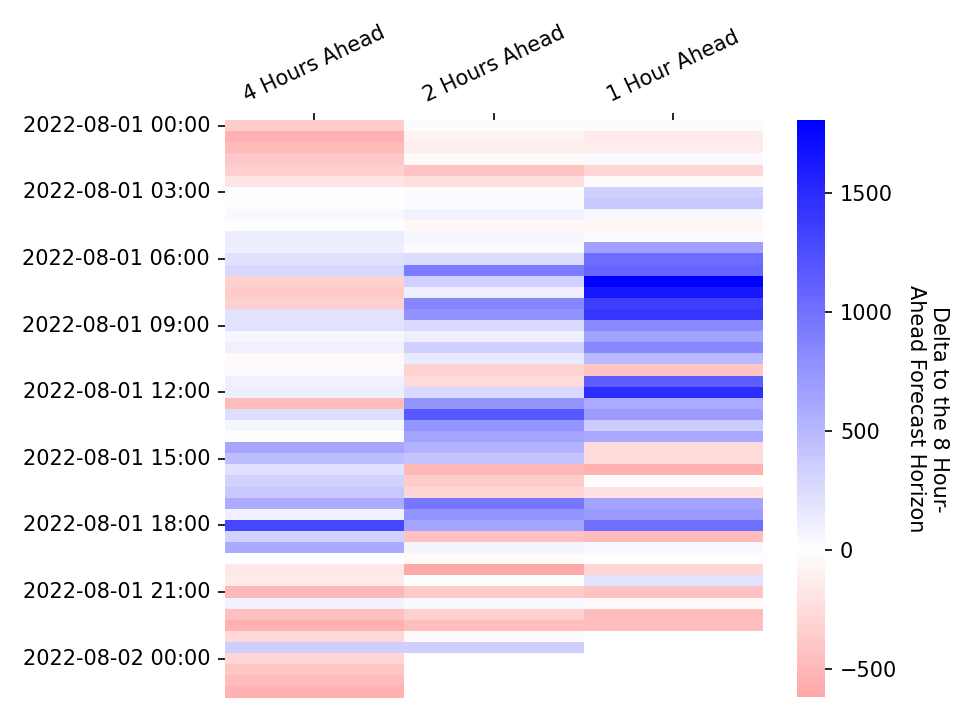 4 Hours Ahead
2 Hours Ahead
1 Hour Ahead
2022-08-01 00:00
2022-08-01 03:00
2022-08-01 06:00
2022-08-01 09:00
2022-08-01 12:00
2022-08-01 15:00
2022-08-01 18:00
2022-08-01 21:00
2022-08-02 00:00
1500
1000
500
0
−500
Delta to the 8 Hour-
Ahead Forecast Horizon